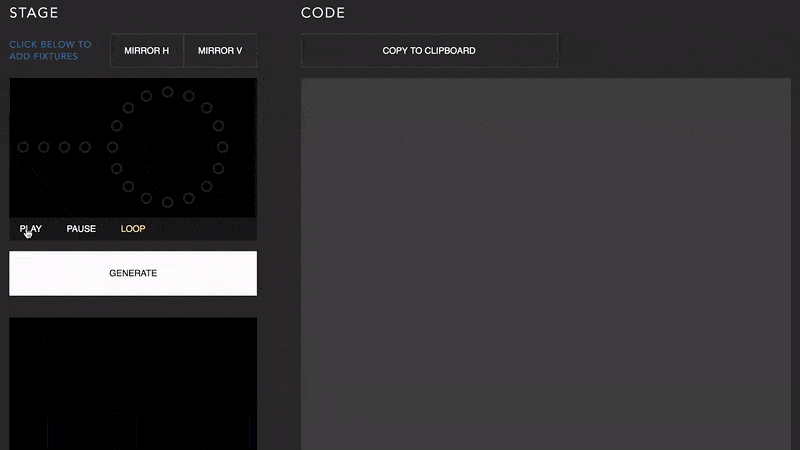 STAGE
CLICK BELOW TO
ADD FIXTURES
MIRROR H
MIRROR V
PLAY
PAUSE
LOOP
GENERATE
CODE
COPY TO CLIPBOARD